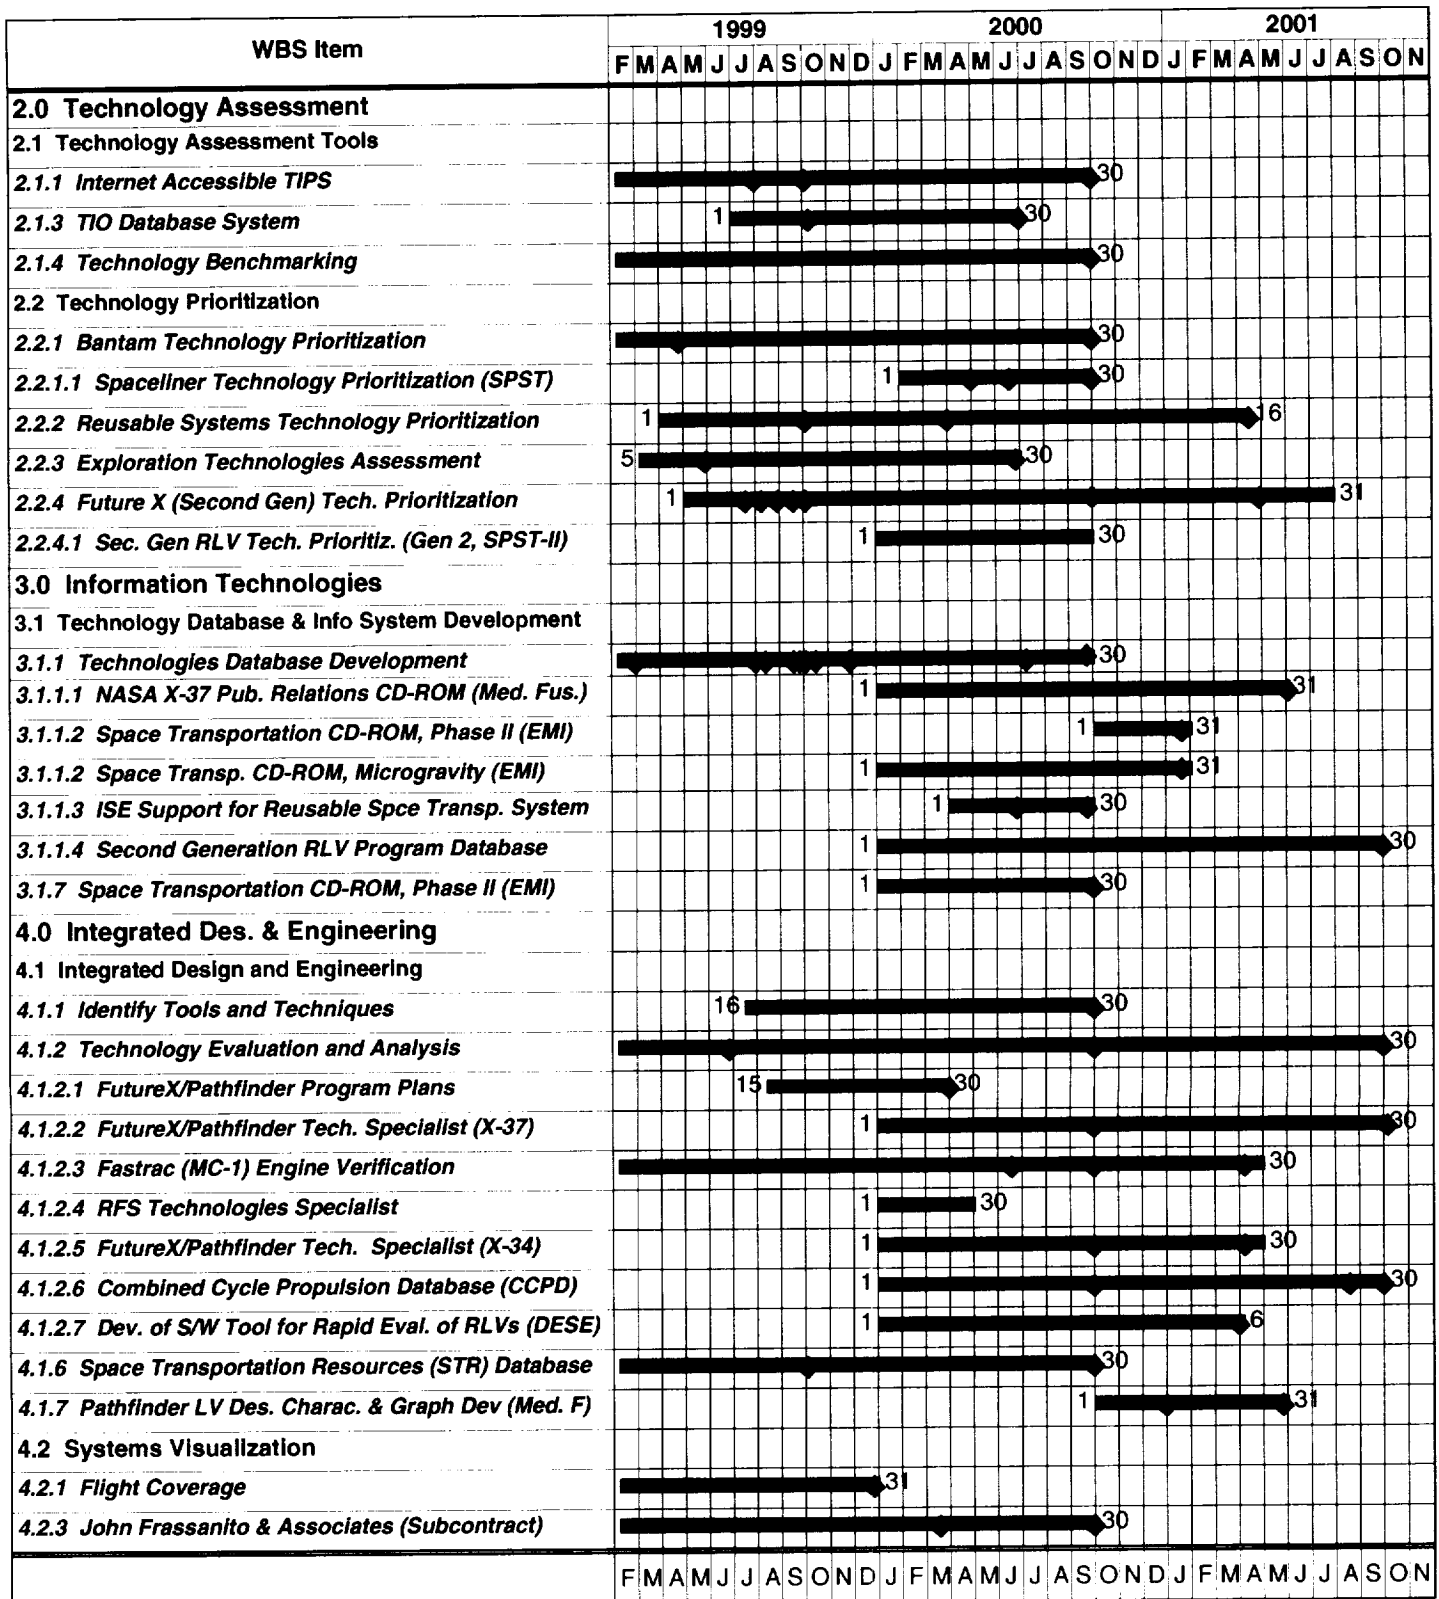 WBS Item
1999 2000 2001
F M A M J J A S O N D J F M A M J J A S O N D J F M A M J J A S O N
2.0 Technology Assessment
2.1 Technology Assessment Tools
2.1.1 Internet Accessible TIPS 30
2.1.3 TIO Database System 1 30
2.1.4 Technology Benchmarking 30
2.2 Technology Prioritization
2.2.1 Bantam Technology Prioritization 30
2.2.1.1 Spaceliner Technology Prioritization (SPST) 1 30
2.2.2 Reusable Systems Technology Prioritization 1 16
2.2.3 Exploration Technologies Assessment 5 30
2.2.4 Future X (Second Gen) Tech. Prioritization 1 31
2.2.4.1 Sec. Gen RLV Tech. Prioritiz. (Gen 2, SPST-II) 1 30
3.0 Information Technologies
3.1 Technology Database & Info System Development
3.1.1 Technologies Database Development 30
3.1.1.1 NASA X-37 Pub. Relations CD-ROM (Med. Fus.) 1 31
3.1.1.2 Space Transportation CD-ROM, Phase II (EMI) 1 31
3.1.1.2 Space Transp. CD-ROM, Microgravity (EMI) 1 31
3.1.1.3 ISE Support for Reusable Spce Transp. System 1 30
3.1.1.4 Second Generation RLV Program Database 1 30
3.1.7 Space Transportation CD-ROM, Phase II (EMI) 1 30
4.0 Integrated Des. & Engineering
4.1 Integrated Design and Engineering
4.1.1 Identify Tools and Techniques 16 30
4.1.2 Technology Evaluation and Analysis 30
4.1.2.1 FutureX/Pathfinder Program Plans 15 30
4.1.2.2 FutureX/Pathfinder Tech. Specialist (X-37) 1 30
4.1.2.3 Fastrac (MC-1) Engine Verification 30
4.1.2.4 RFS Technologies Specialist 1 30
4.1.2.5 FutureX/Pathfinder Tech. Specialist (X-34) 1 30
4.1.2.6 Combined Cycle Propulsion Database (CCPD) 1 30
4.1.2.7 Dev. of S/W Tool for Rapid Eval. of RLVs (DESE) 1 6
4.1.6 Space Transportation Resources (STR) Database 30
4.1.7 Pathfinder LV Des. Charac. & Graph Dev (Med. F) 1 31
4.2 Systems Visualization
4.2.1 Flight Coverage 31
4.2.3 John Frassanito & Associates (Subcontract) 30
F M A M J J A S O N D J F M A M J J A S O N D J F M A M J J A S O N